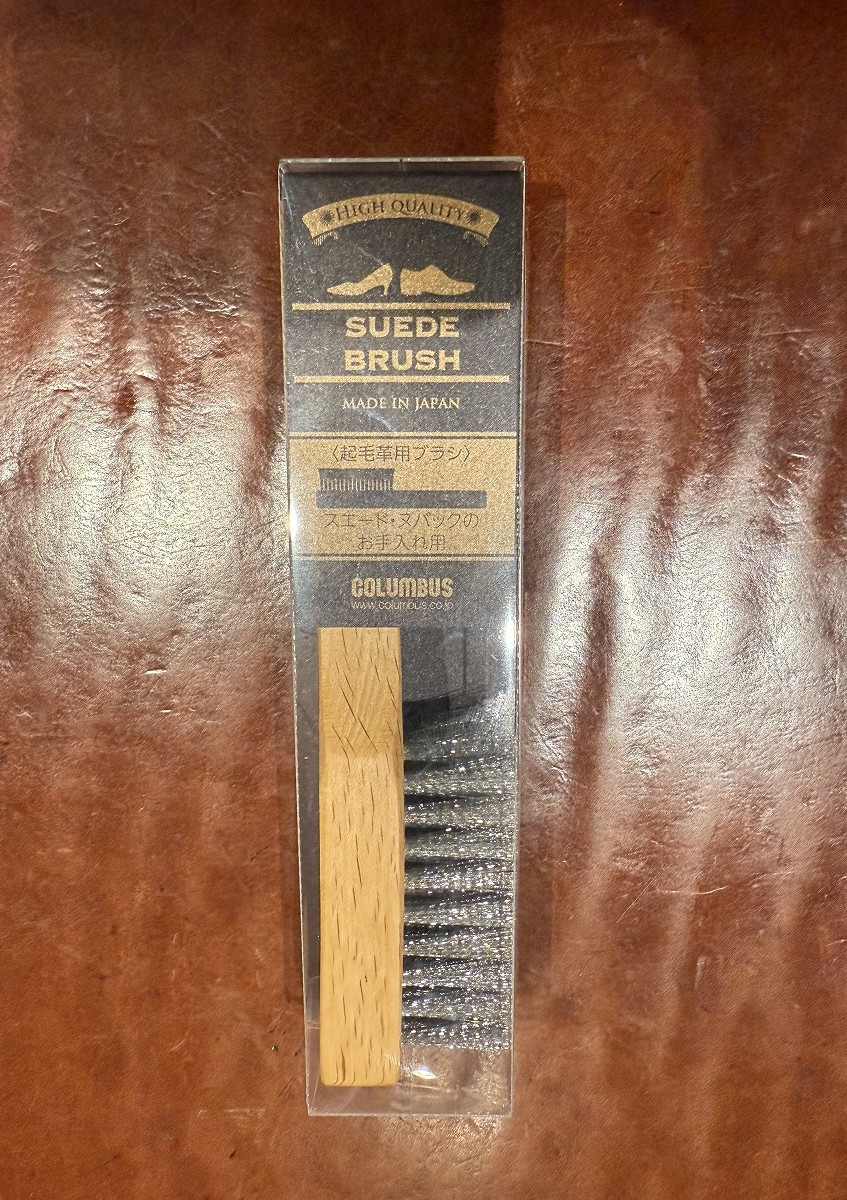 HIGH QUALITY
SUEDE
BRUSH
MADE IN JAPAN
〈起毛革用ブラシ〉
スエード・ヌバックの
お手入れ用
COLUMBUS
www.columbus.co.jp